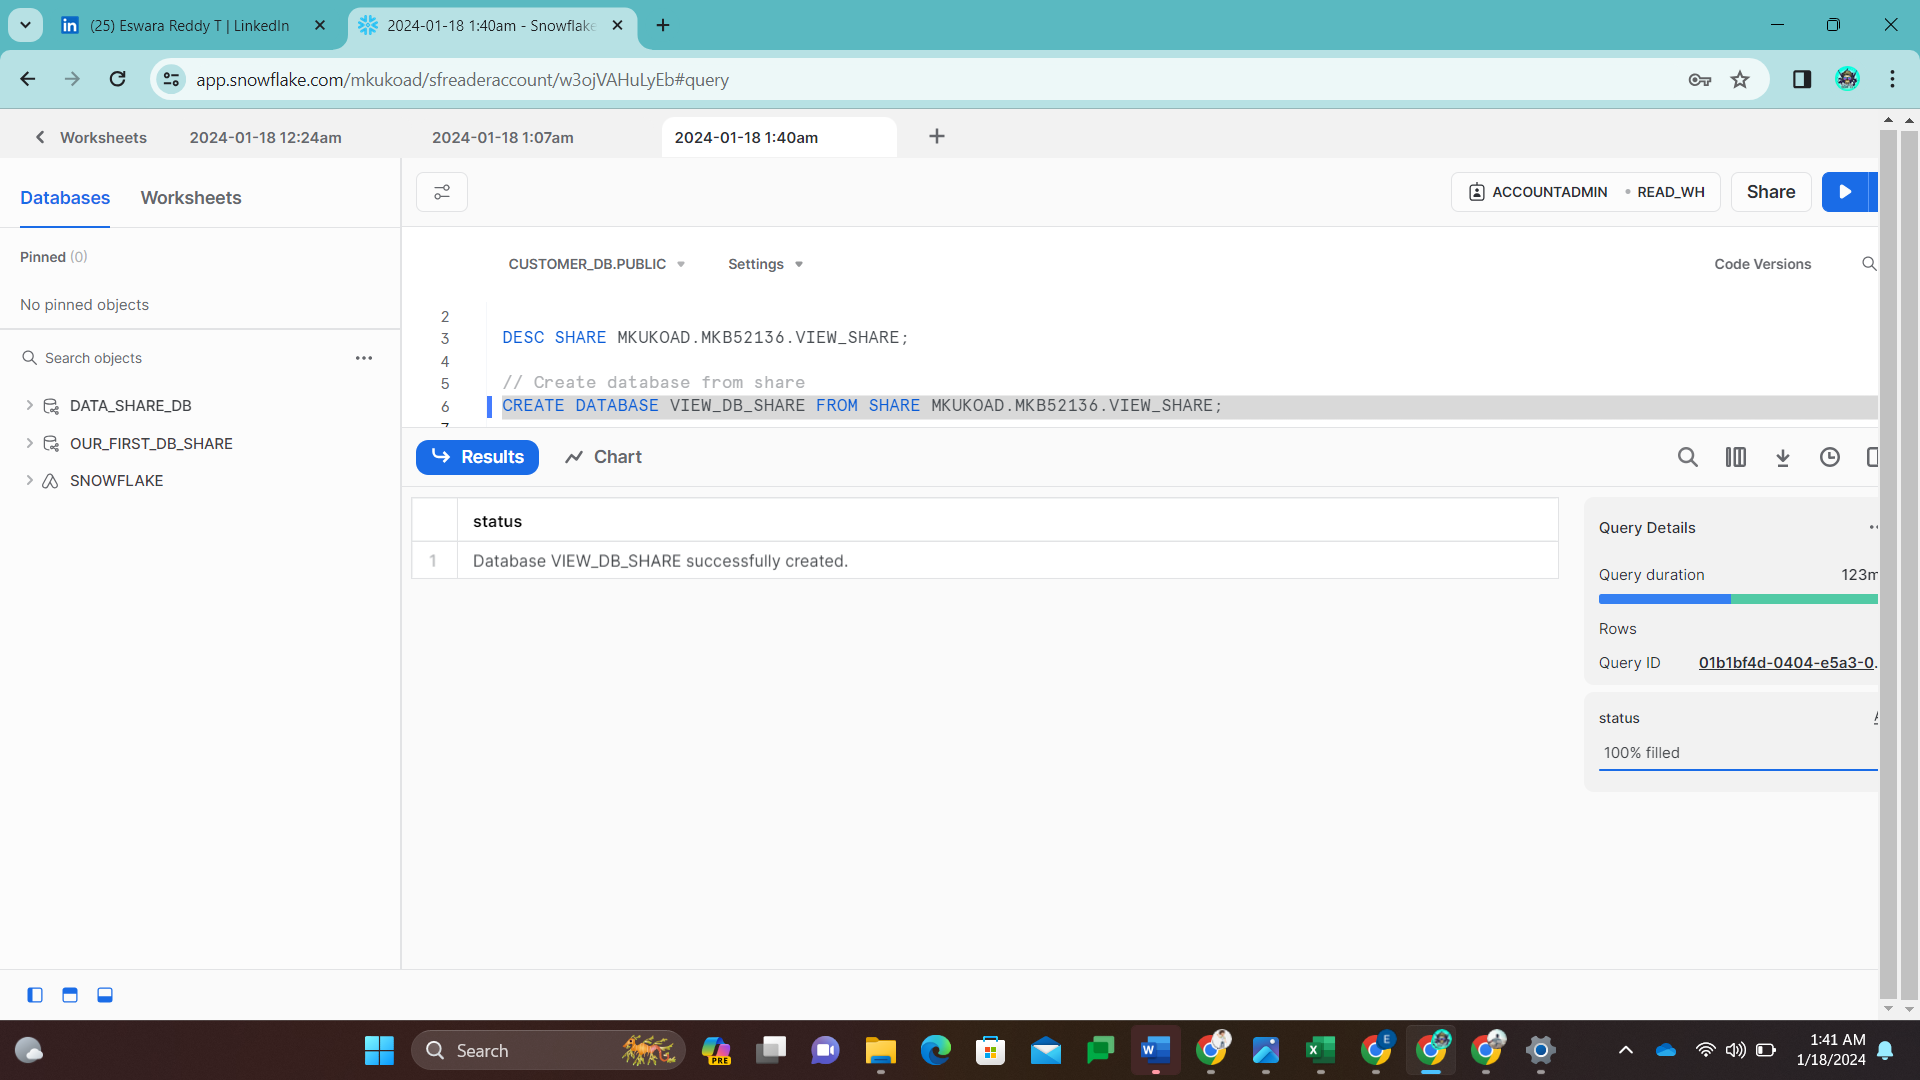 (25) Eswara Reddy T | LinkedIn
2024-01-18 1:40am - Snowflake
app.snowflake.com/mkukoad/sfreaderaccount/w3ojVAHuLyEb#query
Worksheets
2024-01-18 12:24am
2024-01-18 1:07am
2024-01-18 1:40am
Databases
Worksheets
ACCOUNTADMIN
READ_WH
Share
Pinned (0)
No pinned objects
CUSTOMER_DB.PUBLIC
Settings
Code Versions
2
3 DESC SHARE MKUKOAD.MKB52136.VIEW_SHARE;
4
5 // Create database from share
6 CREATE DATABASE VIEW_DB_SHARE FROM SHARE MKUKOAD.MKB52136.VIEW_SHARE;
Search objects
DATA_SHARE_DB
OUR_FIRST_DB_SHARE
SNOWFLAKE
Results
Chart
status
1 Database VIEW_DB_SHARE successfully created.
Query Details
Query duration 123m
Rows
Query ID 01b1bf4d-0404-e5a3-0.
status
100% filled
Search
PRE
E
1:41 AM
1/18/2024